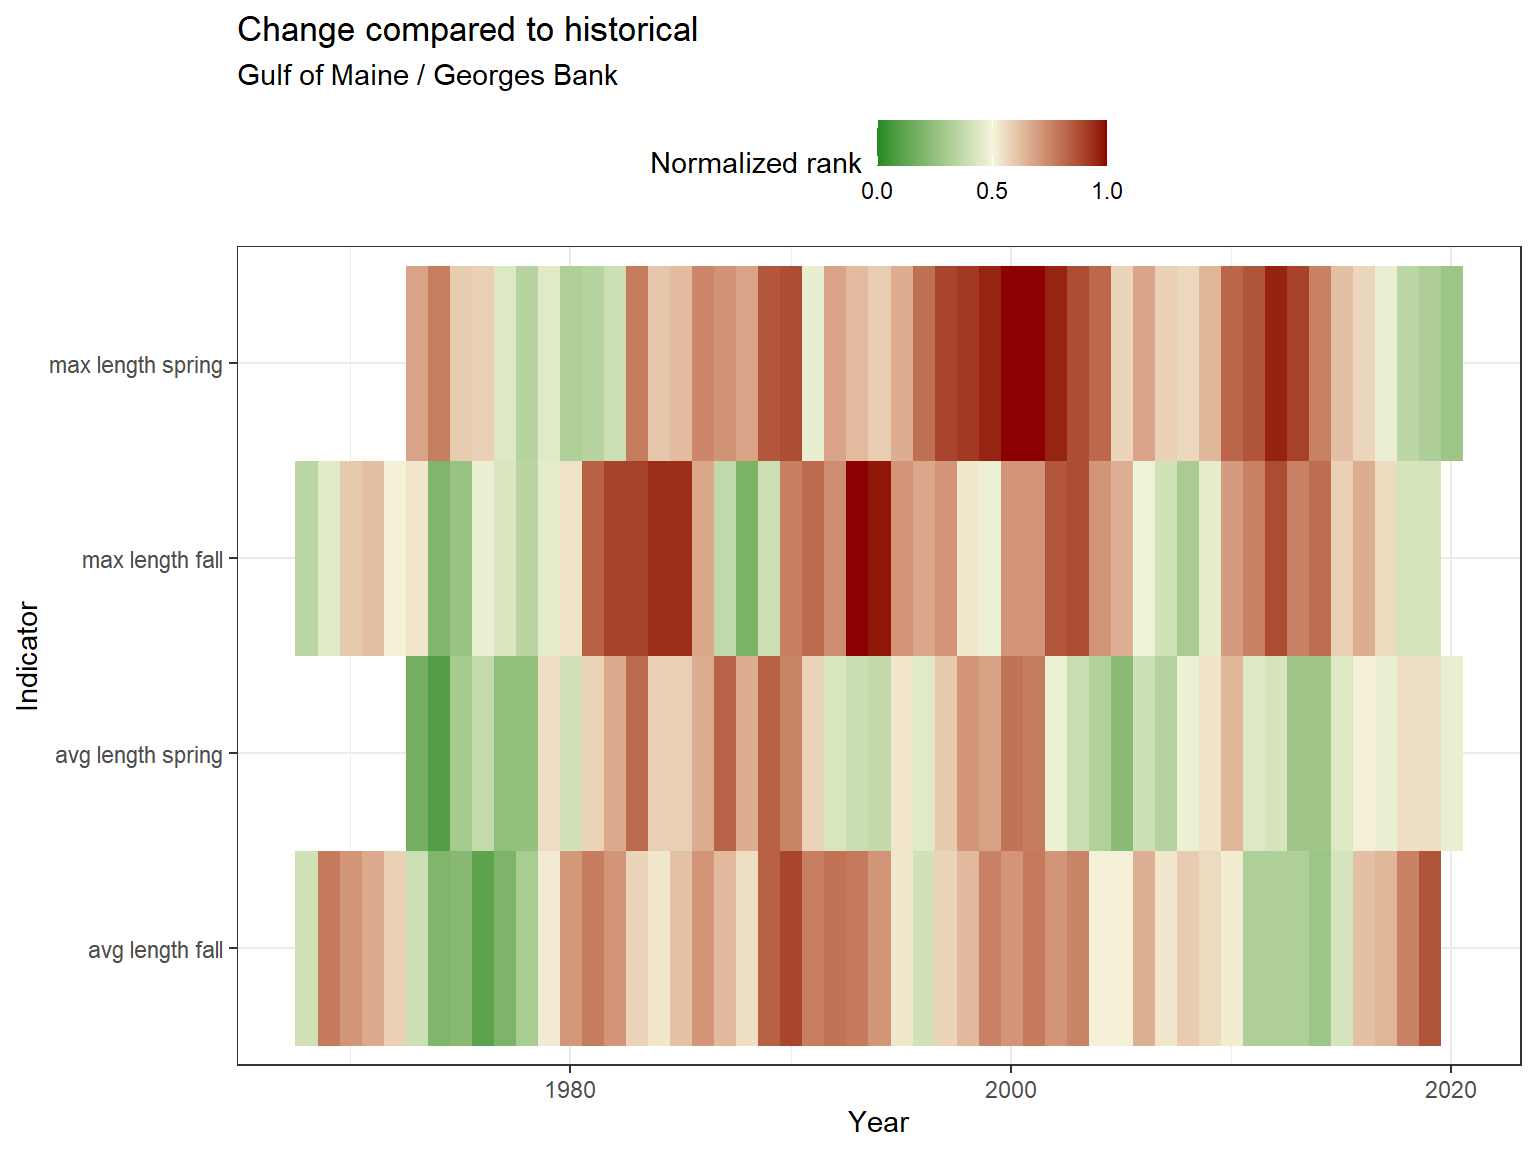 Change compared to historical
Gulf of Maine / Georges Bank
Normalized rank
0.0 0.5 1.0
max length spring
max length fall
avg length spring
avg length fall
Indicator
1980 2000 2020
Year